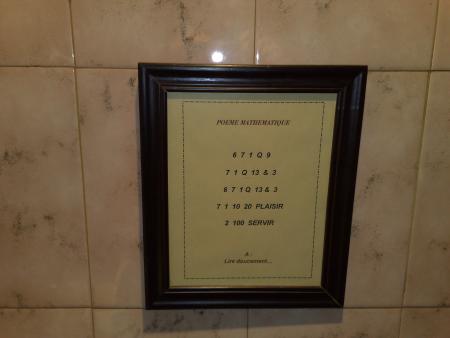 POEME MATHEMATIQUE
6 7 1 Q 9
7 1 Q 13 & 3
6 7 1 Q 13 & 3
7 1 10 20 PLAISIR
2 100 SERVIR
A :
Lire doucement...